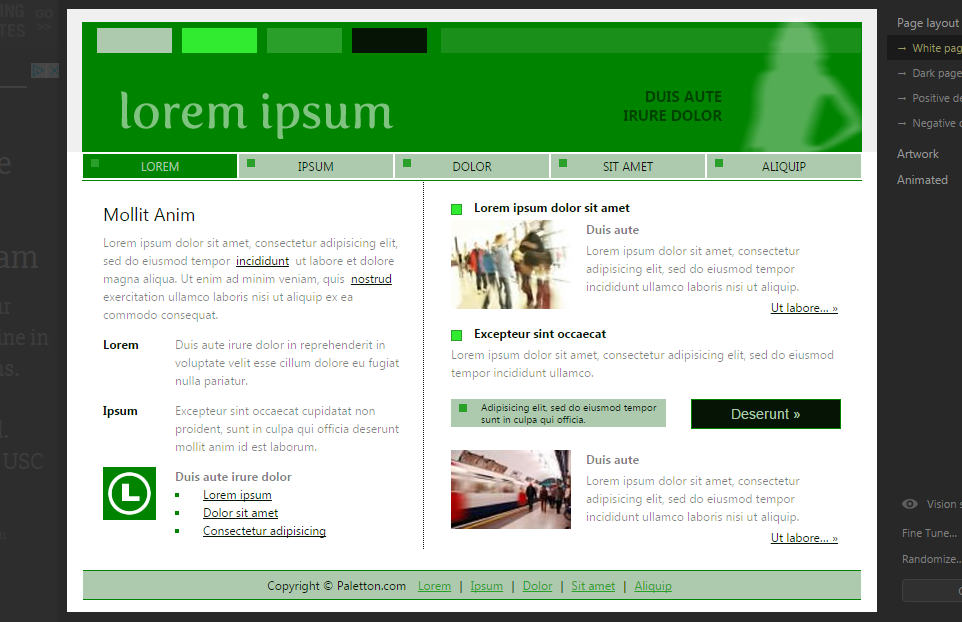 ING
GO
>>
TES
Page layout
→ White pag
→ Dark page
→ Positive de
→ Negative d
Artwork
Animated
lorem ipsum
DUIS AUTE
IRURE DOLOR
LOREM
IPSUM
DOLOR
SIT AMET
ALIQUIP
Mollit Anim
Lorem ipsum dolor sit amet, consectetur adipisicing elit,
sed do eiusmod tempor incididunt ut labore et dolore
magna aliqua. Ut enim ad minim veniam, quis nostrud
exercitation ullamco laboris nisi ut aliquip ex ea
commodo consequat.
Lorem
Duis aute irure dolor in reprehenderit in
voluptate velit esse cillum dolore eu fugiat
nulla pariatur.
Ipsum
Excepteur sint occaecat cupidatat non
proident, sunt in culpa qui officia deserunt
mollit anim id est laborum.
L
Duis aute irure dolor
Lorem ipsum
Dolor sit amet
Consectetur adipisicing
Lorem ipsum dolor sit amet
Duis aute
Lorem ipsum dolor sit amet, consectetur
adipisicing elit, sed do eiusmod tempor
incididunt ullamco laboris nisi ut aliquip.
Ut labore... »
Excepteur sint occaecat
Lorem ipsum dolor sit amet, consectetur adipisicing elit, sed do eiusmod
tempor incididunt ullamco.
Adipisicing elit, sed do eiusmod tempor
sunt in culpa qui officia.
Deserunt »
Duis aute
Lorem ipsum dolor sit amet, consectetur
adipisicing elit, sed do eiusmod tempor
incididunt ullamco laboris nisi ut aliquip.
Ut labore... »
Copyright © Paletton.com Lorem | Ipsum | Dolor | Sit amet | Aliquip
e
am
ur
ine in
s.
l.
USC
Vision s
Fine Tune...
Randomize..